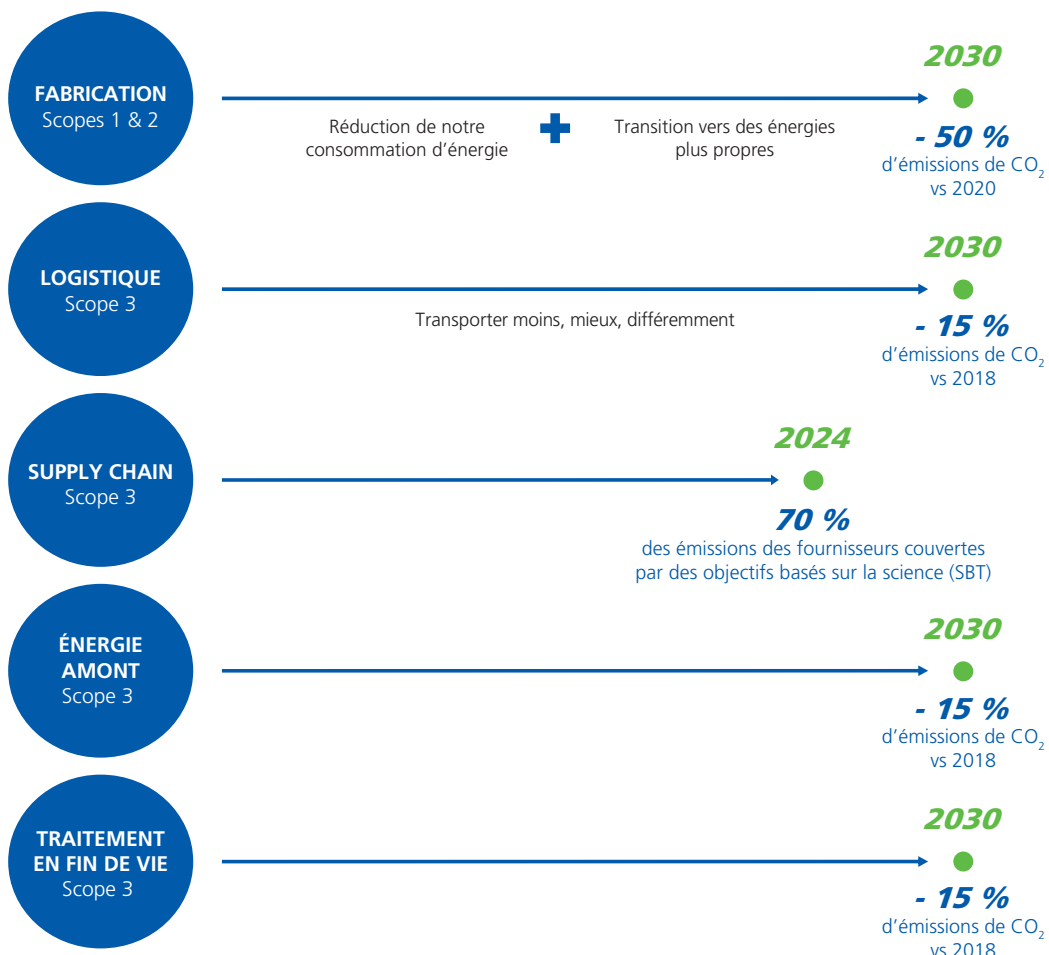 FABRICATION
Scopes 1 & 2
Réduction de notre
consommation d'énergie
+
Transition vers des énergies
plus propres
2030
- 50 %
d'émissions de CO2
vs 2020
LOGISTIQUE
Scope 3
Transporter moins, mieux, différemment
2030
- 15 %
d'émissions de CO2
vs 2018
SUPPLY CHAIN
Scope 3
2024
70 %
des émissions des fournisseurs couvertes
par des objectifs basés sur la science (SBT)
ÉNERGIE
AMONT
Scope 3
2030
- 15 %
d'émissions de CO2
vs 2018
TRAITEMENT
EN FIN DE VIE
Scope 3
2030
- 15 %
d'émissions de CO2
vs 2018